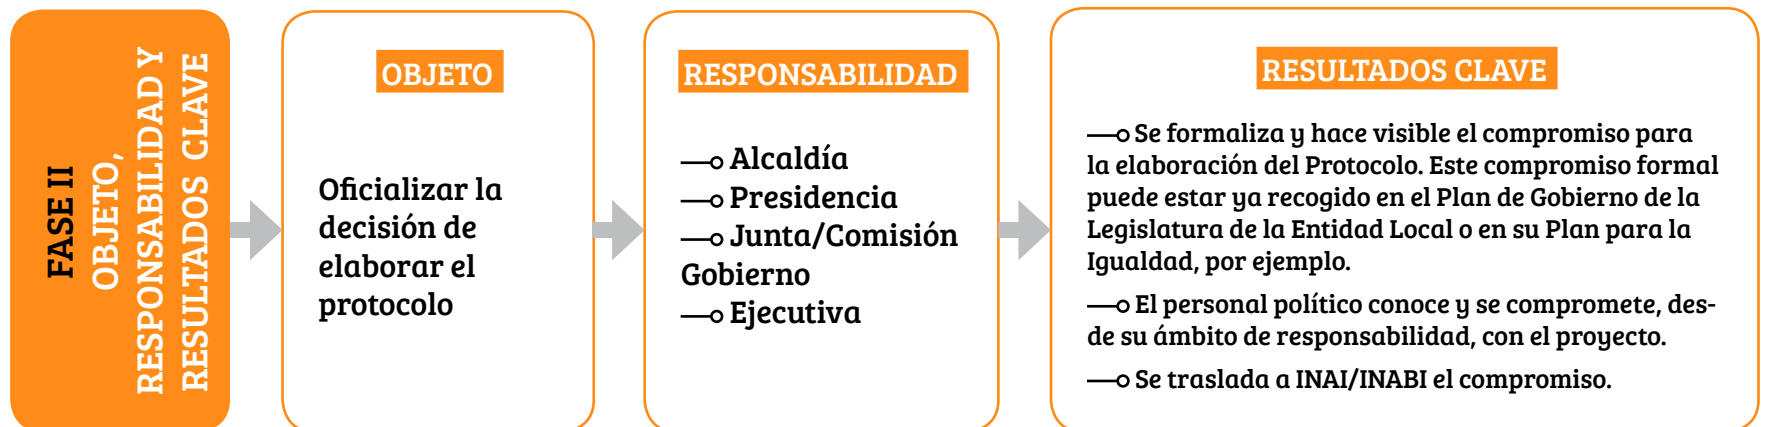 FASE II
OBJETO,
RESPONSABILIDAD Y
RESULTADOS CLAVE
OBJETO
Oficializar la
decisión de
elaborar el
protocolo
RESPONSABILIDAD
Alcaldía
Presidencia
Junta/Comisión
Gobierno
Ejecutiva
RESULTADOS CLAVE
Se formaliza y hace visible el compromiso para
la elaboración del Protocolo. Este compromiso formal
puede estar ya recogido en el Plan de Gobierno de la
Legislatura de la Entidad Local o en su Plan para la
Igualdad, por ejemplo.
El personal político conoce y se compromete, des-
de su ámbito de responsabilidad, con el proyecto.
Se traslada a INAI/INABI el compromiso.